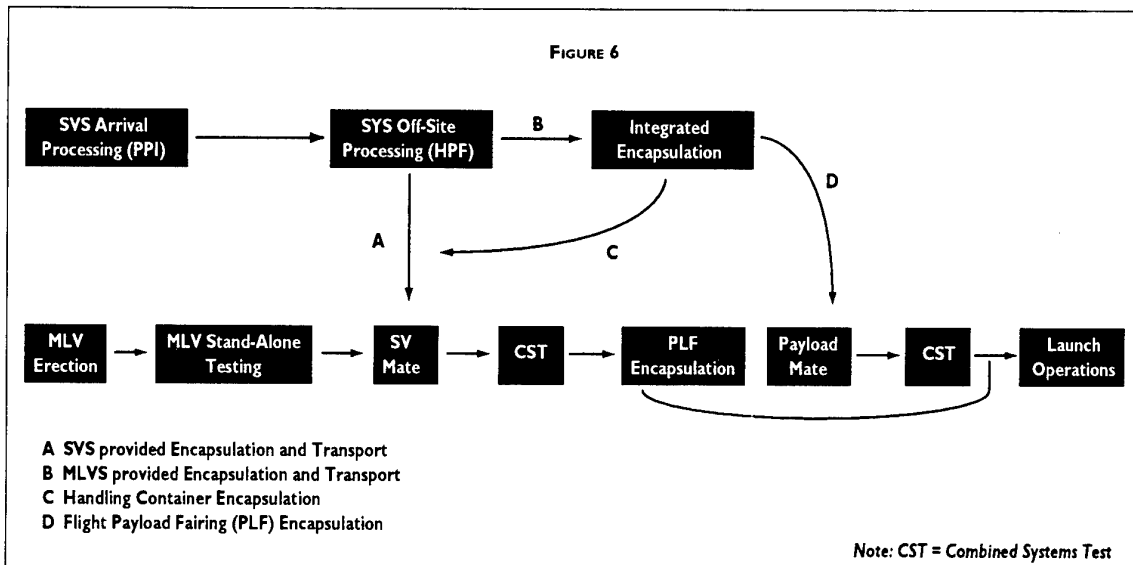 FIGURE 6
SVS Arrival
Processing (PPI)
SYS Off-Site
Processing (HPF)
B
Integrated
Encapsulation
D
A
C
MLV
Erection
MLV Stand-Alone
Testing
SV
Mate
CST
PLF
Encapsulation
Payload
Mate
CST
Launch
Operations
A SVS provided Encapsulation and Transport
B MLVS provided Encapsulation and Transport
C Handling Container Encapsulation
D Flight Payload Fairing (PLF) Encapsulation
Note: CST = Combined Systems Test